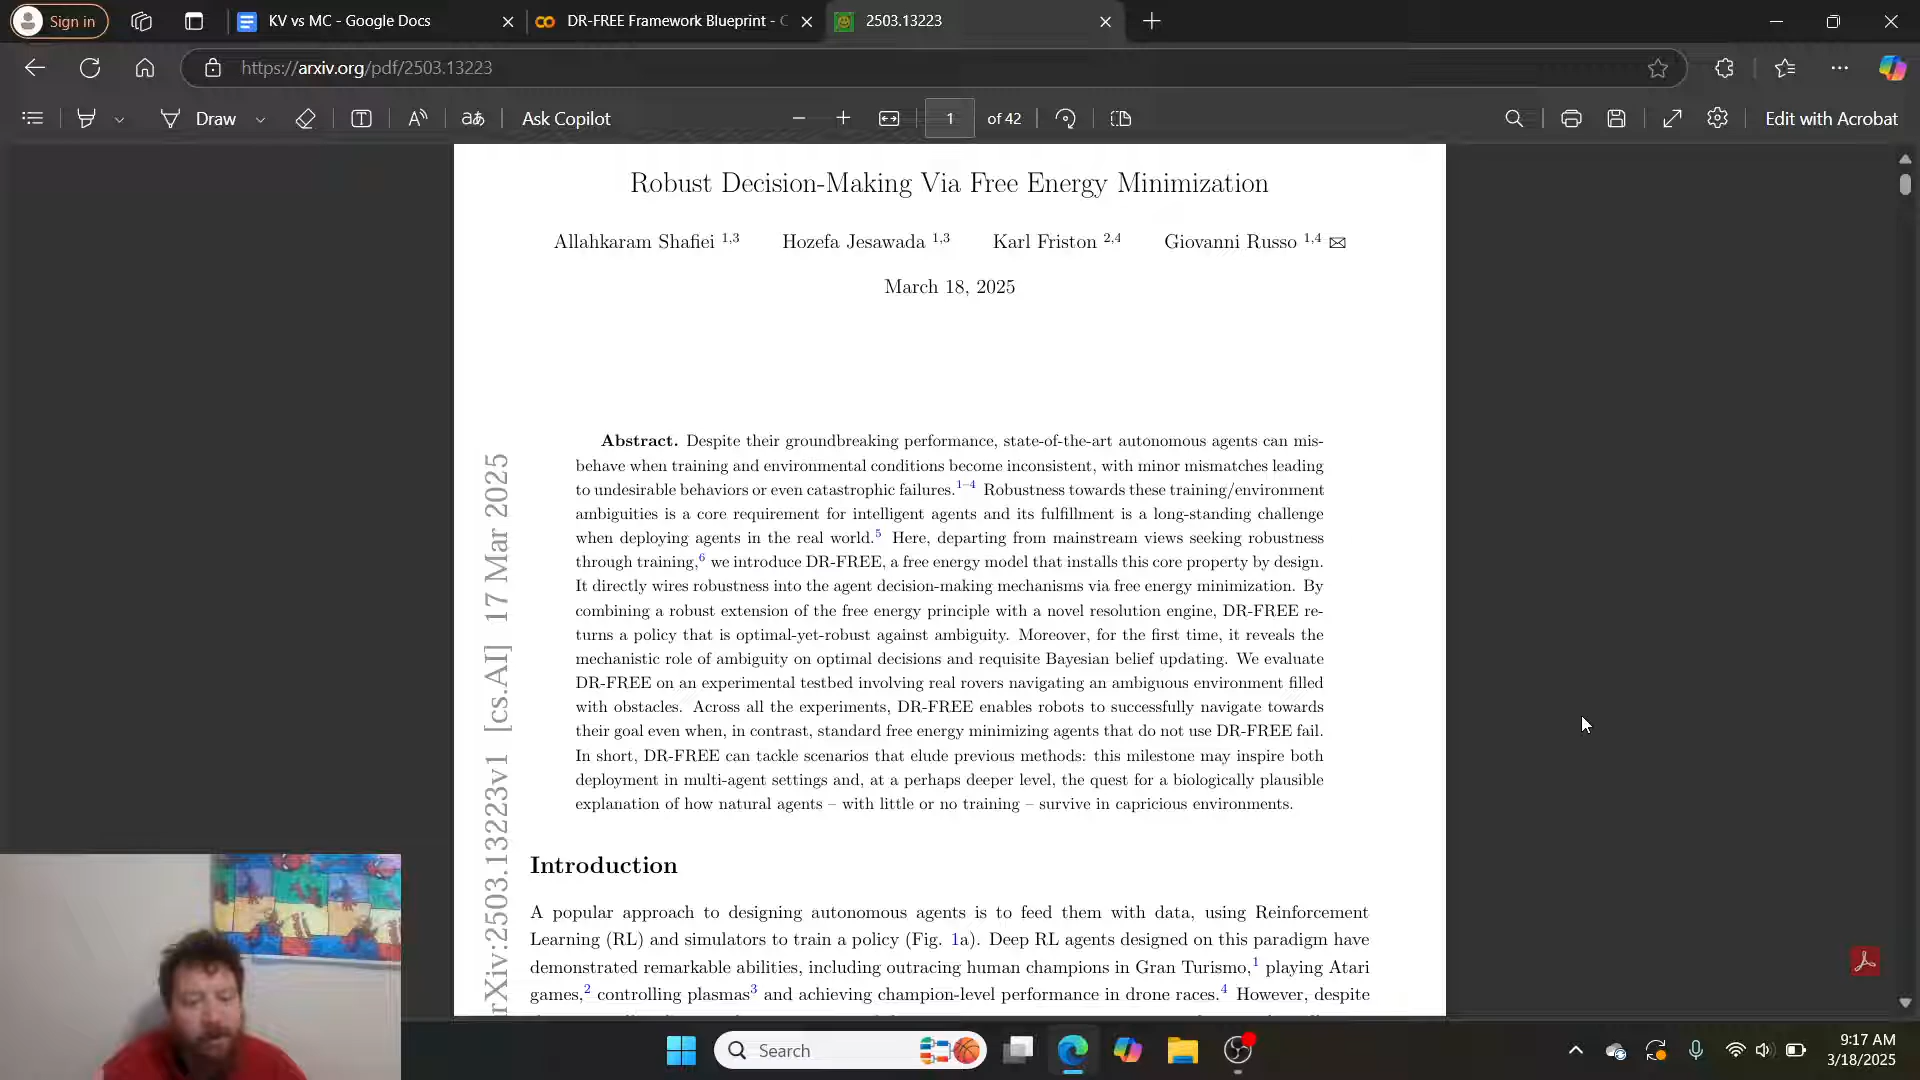 Sign in
KV vs MC - Google Docs
DR-FREE Framework Blueprint - C
2503.13223
https://arxiv.org/pdf/2503.13223
Draw
Ask Copilot
1
of 42
Edit with Acrobat
Robust Decision-Making Via Free Energy Minimization
Allahkaram Shafiei 1,3 Hozefa Jesawada 1,3 Karl Friston 2,4 Giovanni Russo 1,4 ✉
March 18, 2025
Abstract. Despite their groundbreaking performance, state-of-the-art autonomous agents can mis-
behave when training and environmental conditions become inconsistent, with minor mismatches leading
to undesirable behaviors or even catastrophic failures.1–4 Robustness towards these training/environment
ambiguities is a core requirement for intelligent agents and its fulfillment is a long-standing challenge
when deploying agents in the real world.5 Here, departing from mainstream views seeking robustness
through training,6 we introduce DR-FREE, a free energy model that installs this core property by design.
It directly wires robustness into the agent decision-making mechanisms via free energy minimization. By
combining a robust extension of the free energy principle with a novel resolution engine, DR-FREE re-
turns a policy that is optimal-yet-robust against ambiguity. Moreover, for the first time, it reveals the
mechanistic role of ambiguity on optimal decisions and requisite Bayesian belief updating. We evaluate
DR-FREE on an experimental testbed involving real rovers navigating an ambiguous environment filled
with obstacles. Across all the experiments, DR-FREE enables robots to successfully navigate towards
their goal even when, in contrast, standard free energy minimizing agents that do not use DR-FREE fail.
In short, DR-FREE can tackle scenarios that elude previous methods: this milestone may inspire both
deployment in multi-agent settings and, at a perhaps deeper level, the quest for a biologically plausible
explanation of how natural agents – with little or no training – survive in capricious environments.
rXiv:2503.13223v1 [cs.AI] 17 Mar 2025
Introduction
A popular approach to designing autonomous agents is to feed them with data, using Reinforcement
Learning (RL) and simulators to train a policy (Fig. 1a). Deep RL agents designed on this paradigm have
demonstrated remarkable abilities, including outracing human champions in Gran Turismo,1 playing Atari
games,2 controlling plasmas3 and achieving champion-level performance in drone races.4 However, despite
Search
9:17 AM
3/18/2025